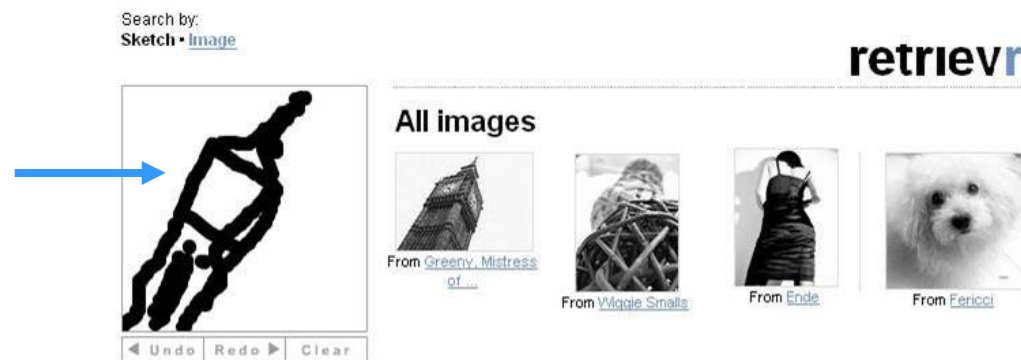 Search by:
Sketch • Image
retrievr
All images
◄ Undo Redo ► Clear
From Greeny, Mistress
of ...
From Wiggie Smalls
From Ende
From Fericci